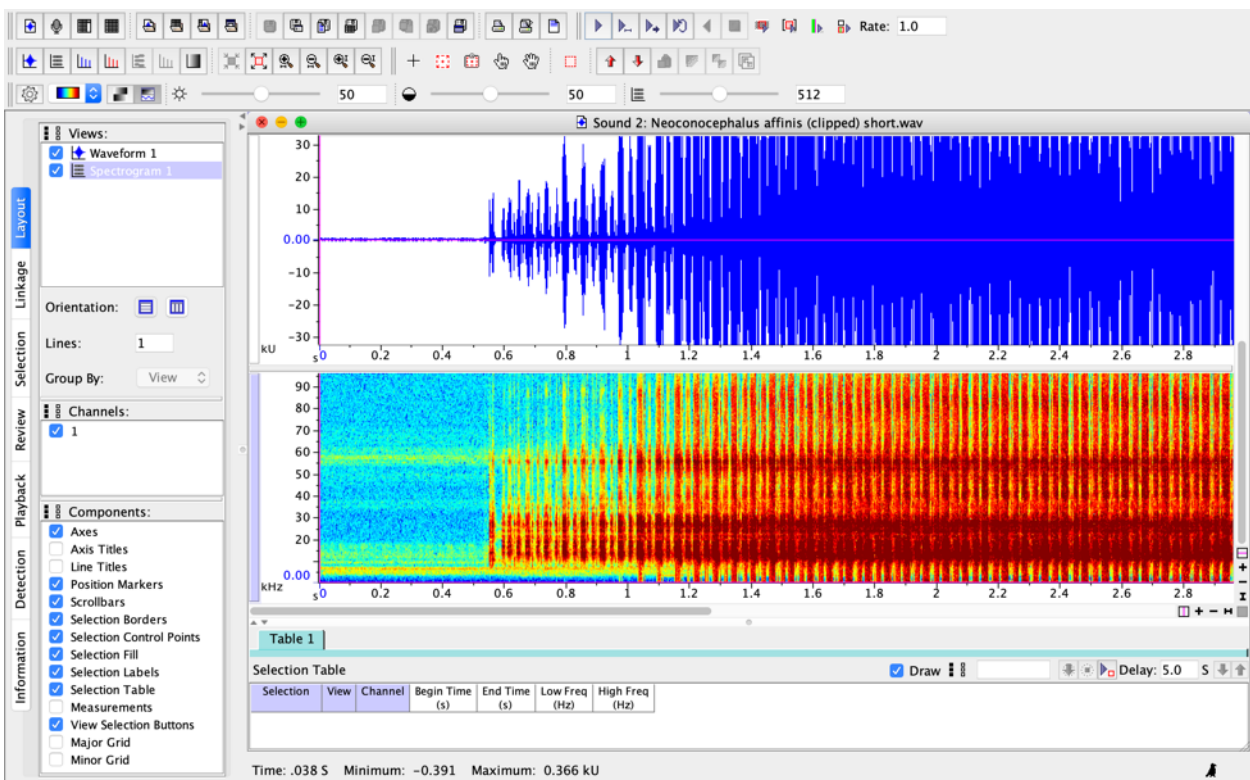 Rate: 1.0
50 50 512
Layout
Linkage
Selection
Review
Playback
Detection
Information
Views:
Waveform 1
Spectrogram 1
Orientation:
Lines: 1
Group By: View
Channels:
1
Components:
Axes
Axis Titles
Line Titles
Position Markers
Scrollbars
Selection Borders
Selection Control Points
Selection Fill
Selection Labels
Selection Table
Measurements
View Selection Buttons
Major Grid
Minor Grid
Sound 2: Neoconocephalus affinis (clipped) short.wav
30
20
10
0.00
-10
-20
-30
kU
s 0 0.2 0.4 0.6 0.8 1 1.2 1.4 1.6 1.8 2 2.2 2.4 2.6 2.8
90
80
70
60
50
40
30
20
0.00
kHz
s 0 0.2 0.4 0.6 0.8 1 1.2 1.4 1.6 1.8 2 2.2 2.4 2.6 2.8
Table 1
Selection Table Draw Delay: 5.0 S
Selection View Channel Begin Time (s) End Time (s) Low Freq (Hz) High Freq (Hz)
Time: .038 S Minimum: -0.391 Maximum: 0.366 kU